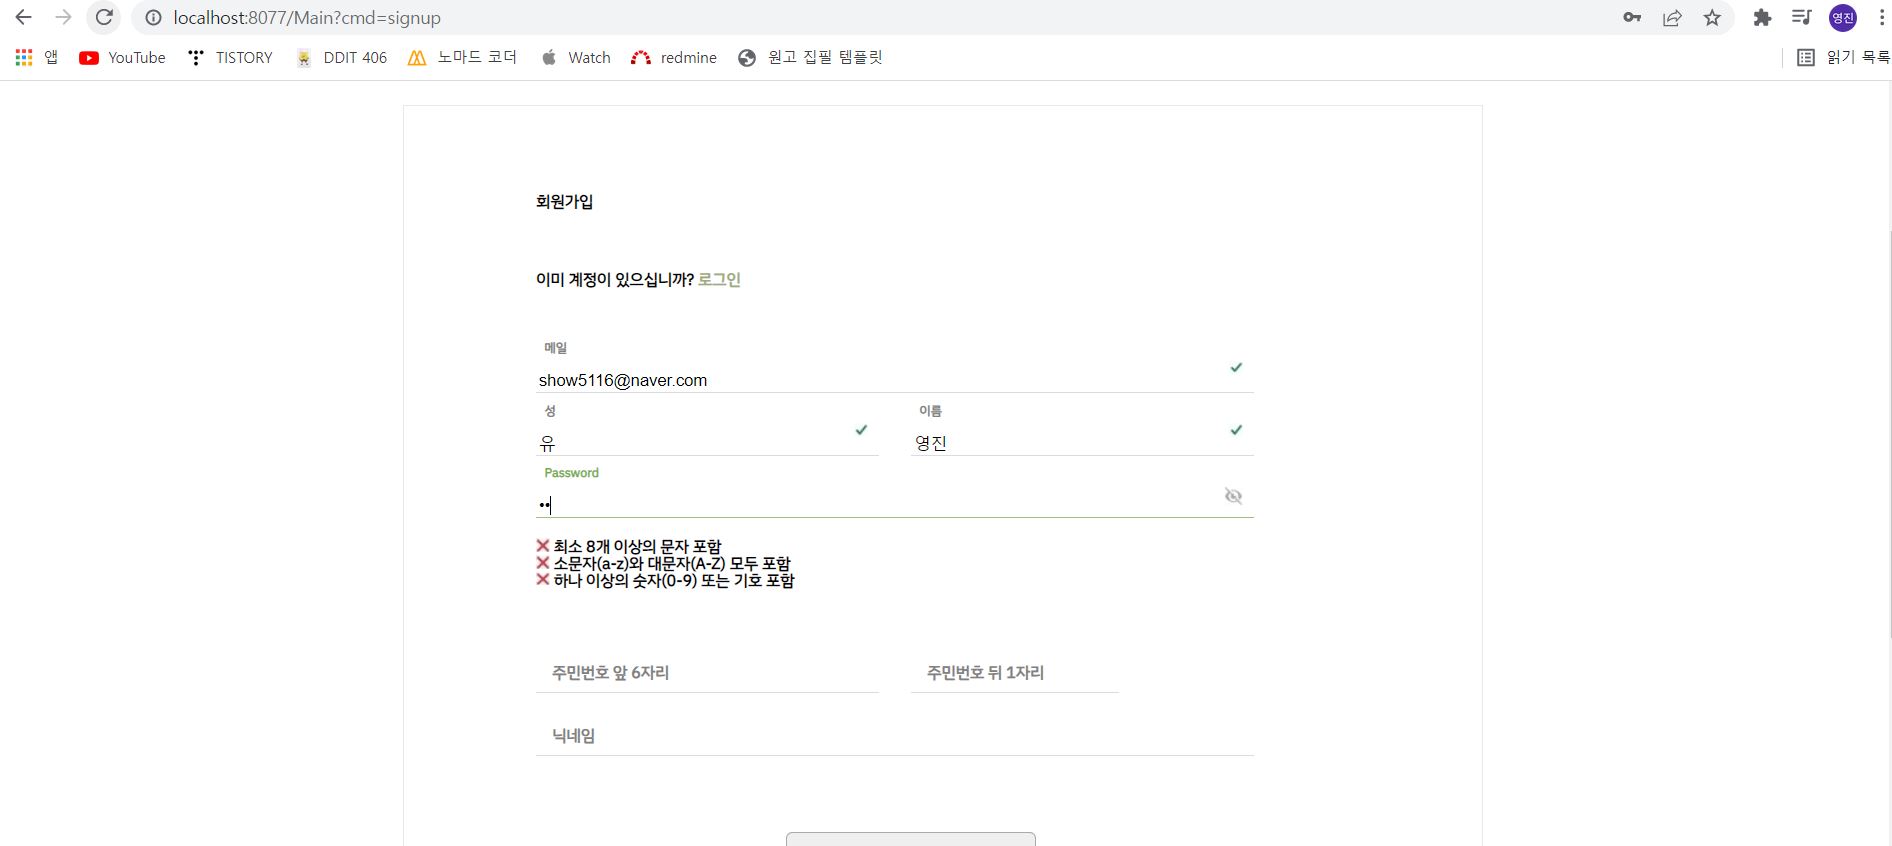 localhost:8077/Main?cmd=signup
영진
앱 YouTube TISTORY DDIT 406 노마드 코더 Watch redmine 원고 집필 템플릿 읽기 목록
회원가입
이미 계정이 있으십니까? 로그인
메일
show5116@naver.com
성 이름
유 영진
Password
최소 8개 이상의 문자 포함
소문자(a-z)와 대문자(A-Z) 모두 포함
하나 이상의 숫자(0-9) 또는 기호 포함
주민번호 앞 6자리 주민번호 뒤 1자리
닉네임